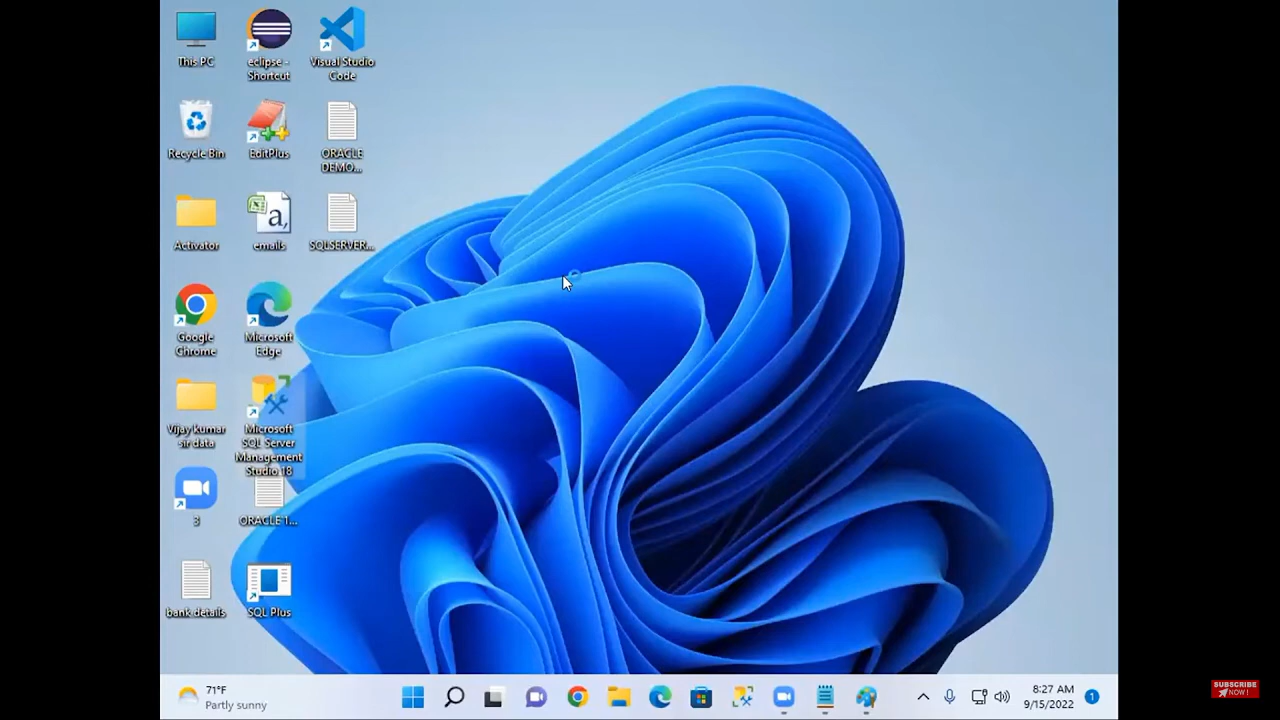 This PC
eclipse -
Shortcut
Visual Studio
Code
Recycle Bin
EditPlus
ORACLE
DEMO...
Activator
emails
SQLSERVER...
Google
Chrome
Microsoft
Edge
Vijay kumar
sir data
Microsoft
SQL Server
Management
Studio 18
3
ORACLE 1...
bank details
SQL Plus
71°F
Partly sunny
8:27 AM
9/15/2022
1
SUBSCRIBE
NOW !